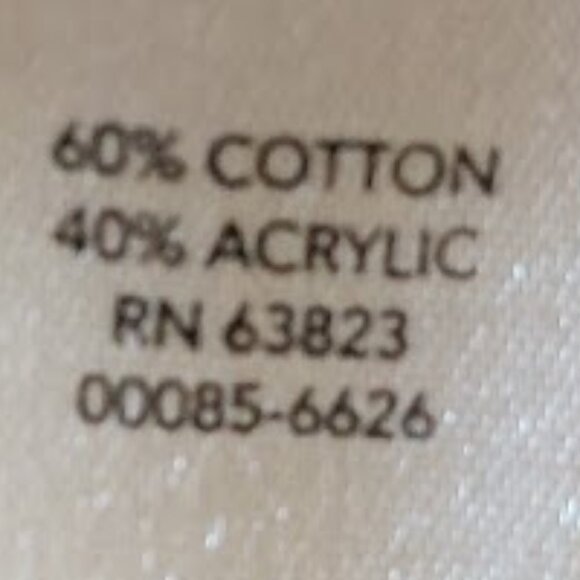 60% COTTON
40% ACRYLIC
RN 63823
00085-6626